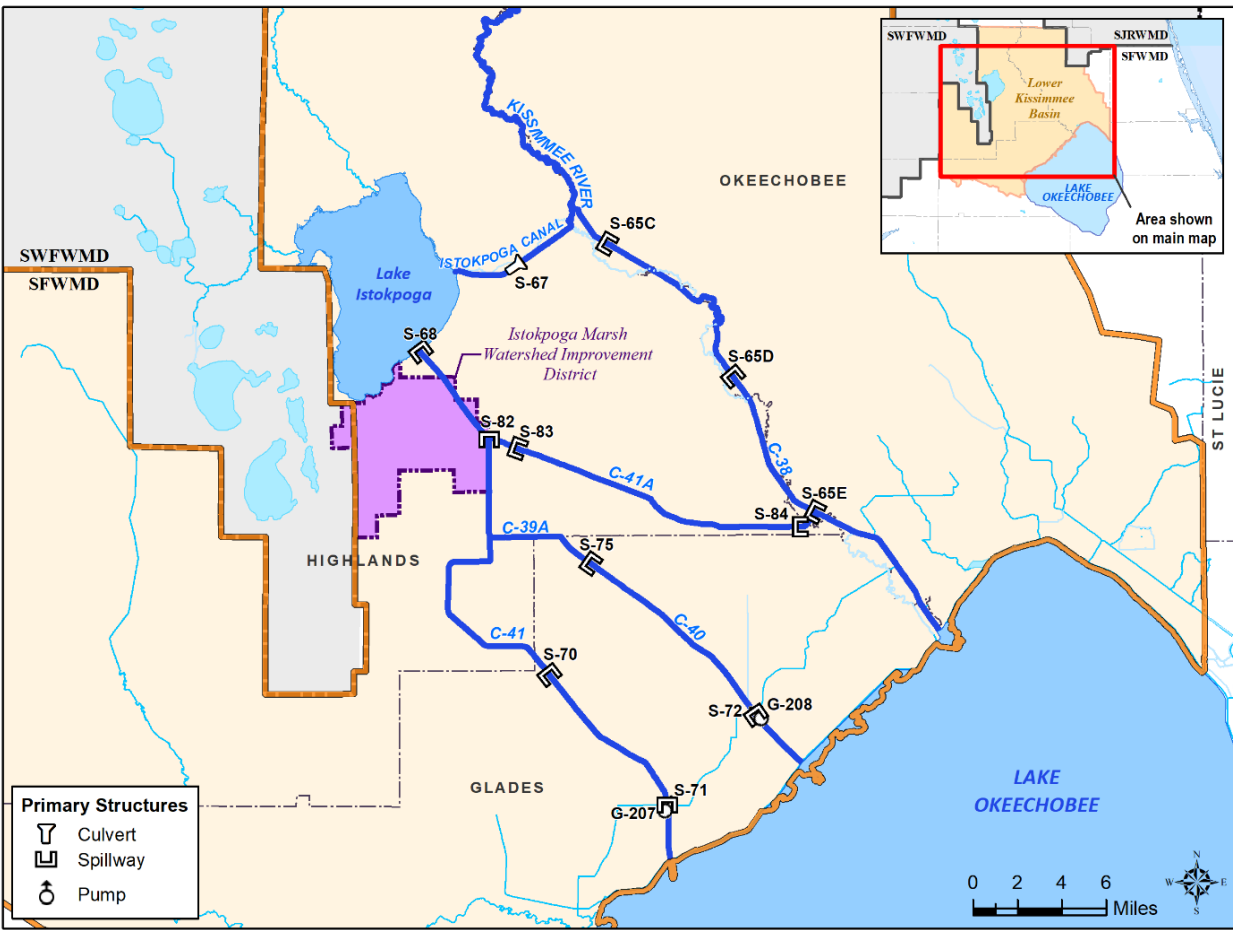 SWFWMD
SJRWMD
SFWMD
Lower
Kissimmee
Basin
LAKE
OKEECHOBEE
Area shown
on main map
KISSIMMEE RIVER
OKEECHOBEE
S-65C
ISTOKPOGA CANAL
SWFWMD
SFWMD
Lake
Istokpoga
S-67
S-68
Istokpoga Marsh
Watershed Improvement
District
S-65D
ST LUCIE
S-82
S-83
C-38
C-41A
S-65E
S-84
C-39A
HIGHLANDS
S-75
C-40
C-41
S-70
S-72
G-208
GLADES
S-71
G-207
LAKE
OKEECHOBEE
Primary Structures
Culvert
Spillway
Pump
N
W
E
S
0 2 4 6
Miles